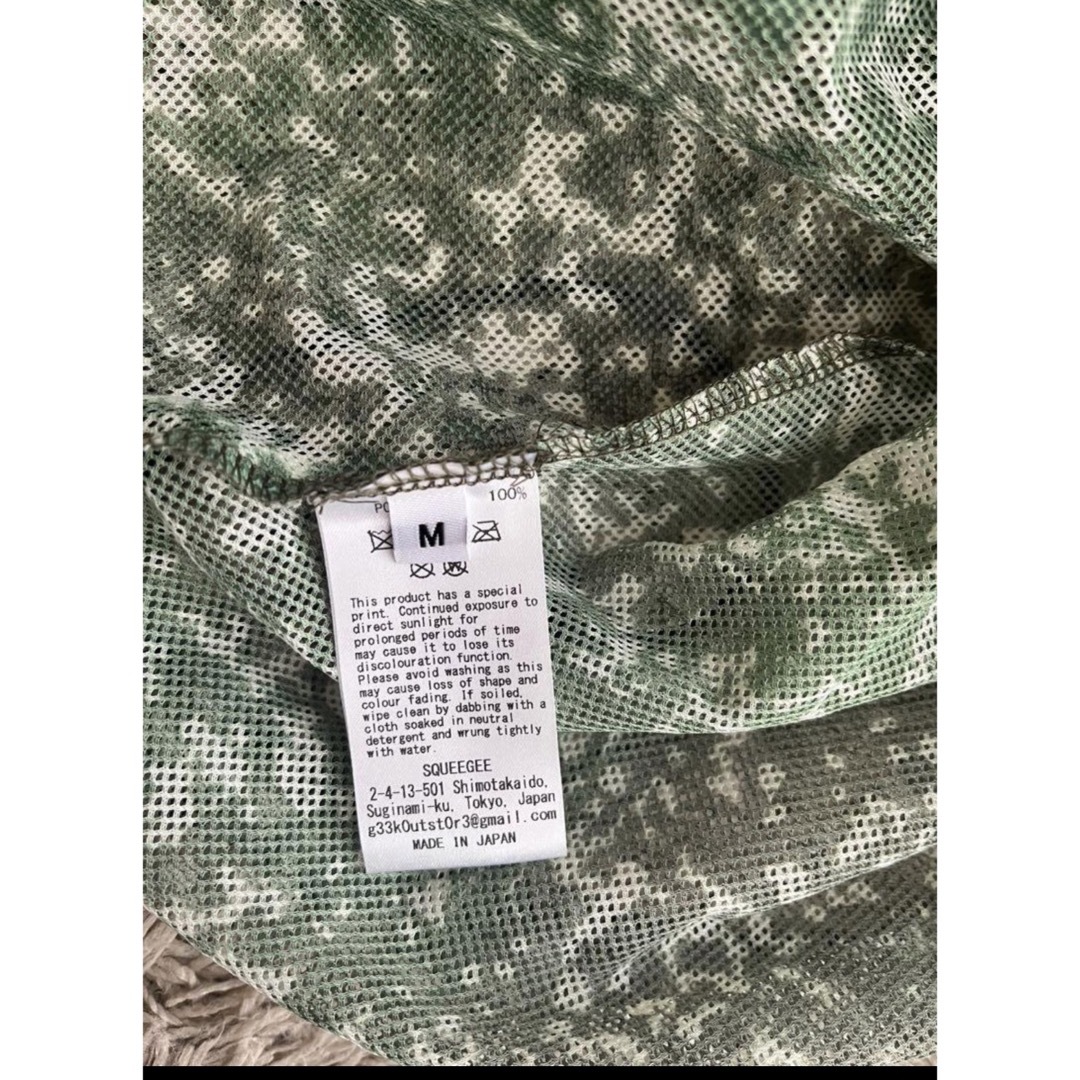 100%
M
W
This product has a special
print. Continued exposure to
direct sunlight for
prolonged periods of time
may cause it to lose its
discolouration function.
Please avoid washing as this
may cause loss of shape and
colour fading. If soiled,
wipe clean by dabbing with a
cloth soaked in neutral
detergent and wrung tightly
with water.
SQUEEGEE
2-4-13-501 Shimotakaido,
Suginami-ku, Tokyo, Japan
g33k0utst0r3@gmail.com
MADE IN JAPAN